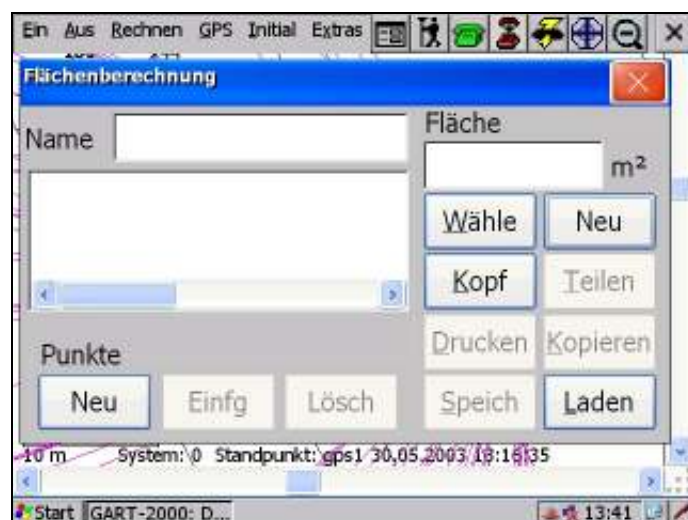 Ein Aus Rechnen GPS Initial Extras
Flächenberechnung
Name
Fläche
m²
Wähle Neu
Kopf Teilen
Drucken Kopieren
Punkte
Neu Einfg Lösch Speich Laden
10 m System:\0 Standpunkt:\gps1 30,05,2003 13:16:35
Start GART-2000: D... 13:41